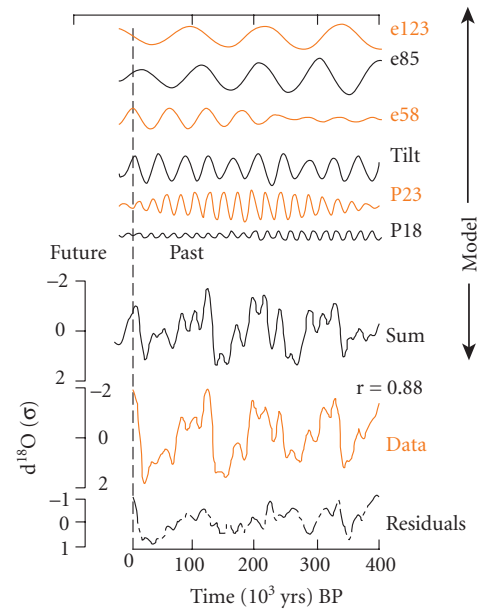 e123
e85
e58
Tilt
P23
P18
Future Past
Model
−2
0
2
Sum
r = 0.88
−2
0
2
Data
d18O (σ)
−1
0
1
Residuals
0 100 200 300 400
Time (10³ yrs) BP